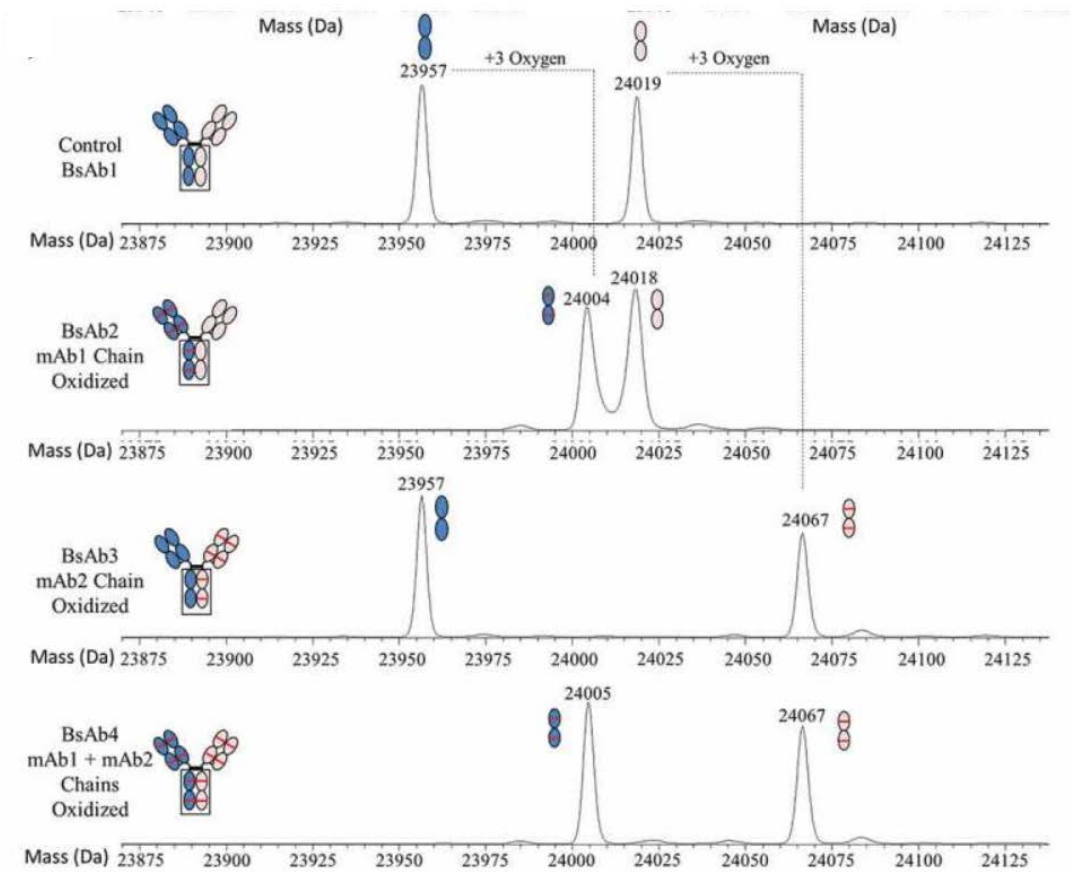 Mass (Da) Mass (Da)
+3 Oxygen +3 Oxygen
23957 24019
Control
BsAb1
Mass (Da) 23875 23900 23925 23955 23975 24000 24025 24050 24075 24100 24125
24004 24018
BsAb2
mAb1 Chain
Oxidized
Mass (Da) 23875 23900 23925 23955 23975 24000 24025 24050 24075 24100 24125
23957
24067
BsAb3
mAb2 Chain
Oxidized
Mass (Da) 23875 23900 23925 23955 23975 24000 24025 24050 24075 24100 24125
24005
24067
BsAb4
mAb1 + mAb2
Chains
Oxidized
Mass (Da) 23875 23900 23925 23955 23975 24000 24025 24050 24075 24100 24125